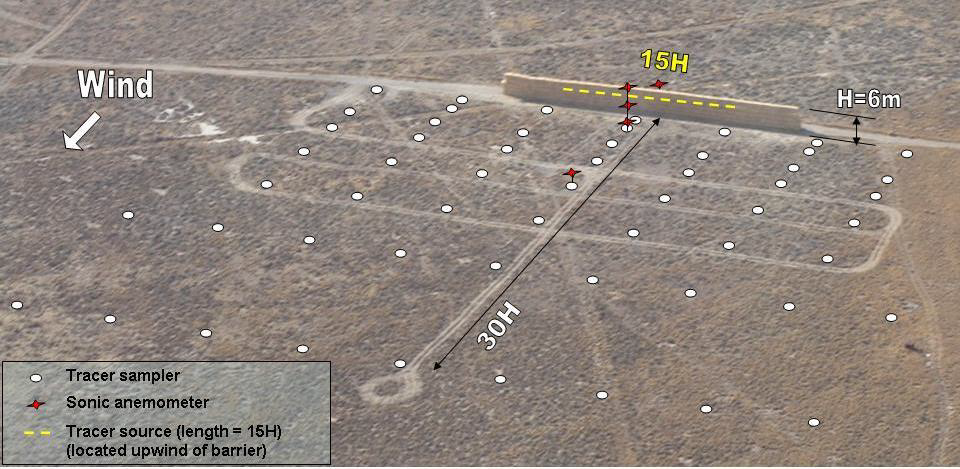 15H
Wind
H=6m
30H
Tracer sampler
Sonic anemometer
Tracer source (length = 15H)
(located upwind of barrier)